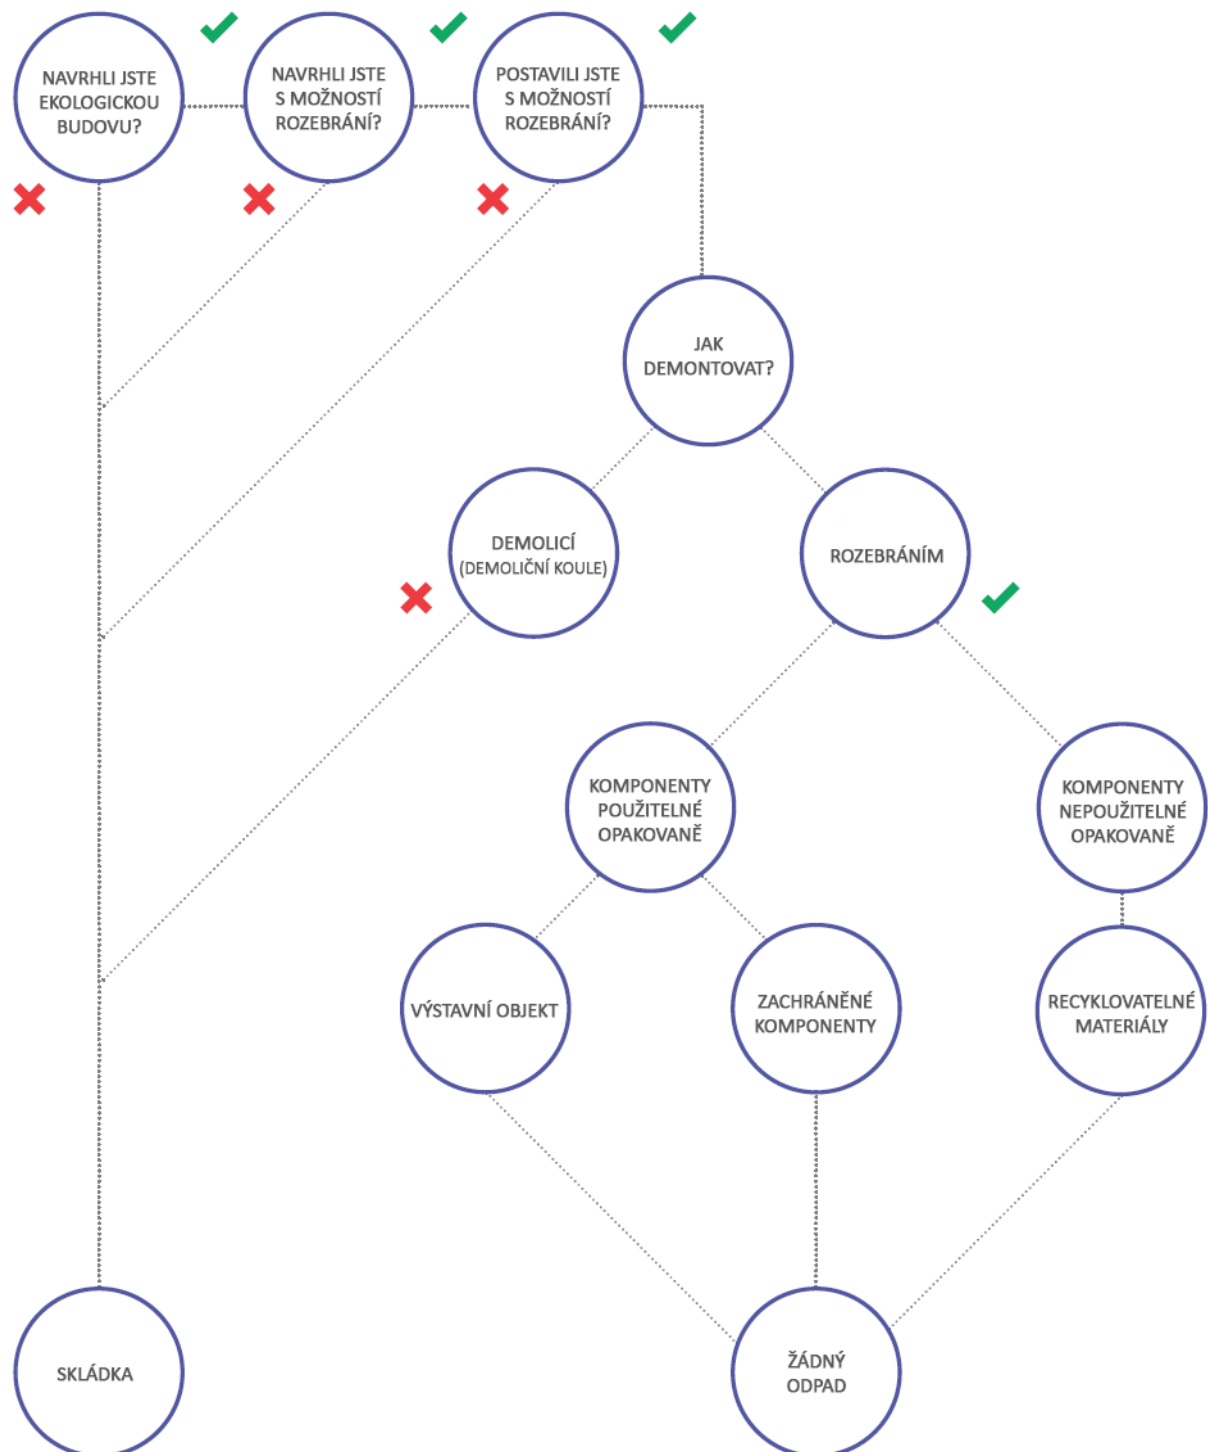 NAVRHLI JSTE
EKOLOGICKOU
BUDOVU?
NAVRHLI JSTE
S MOŽNOSTÍ
ROZEBRÁNÍ?
POSTAVILI JSTE
S MOŽNOSTÍ
ROZEBRÁNÍ?
JAK
DEMONTOVAT?
DEMOLICÍ
(DEMOLIČNÍ KOULE)
ROZEBRÁNÍM
KOMPONENTY
POUŽITELNÉ
OPAKOVANĚ
KOMPONENTY
NEPOUŽITELNÉ
OPAKOVANĚ
VÝSTAVNÍ OBJEKT
ZACHRÁNĚNÉ
KOMPONENTY
RECYKLOVATELNÉ
MATERIÁLY
SKLÁDKA
ŽÁDNÝ
ODPAD